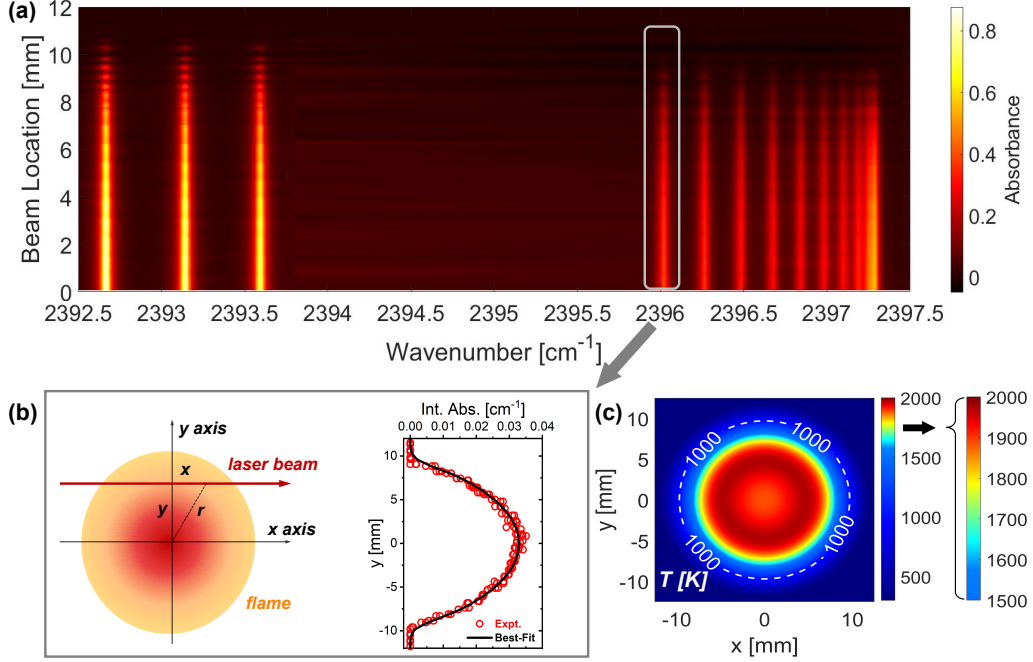 (a)
12
10
8
6
4
2
0
Beam Location [mm]
2392.5 2393 2393.5 2394 2394.5 2395 2395.5 2396 2396.5 2397 2397.5
Wavenumber [cm⁻¹]
0.8
0.6
0.4
0.2
0
Absorbance
(b)
y axis
x
laser beam
y
r
x axis
flame
Int. Abs. [cm⁻¹]
0.00 0.01 0.02 0.03 0.04
10
5
0
-5
-10
y [mm]
Expt.
Best-Fit
(c)
10
5
0
-5
-10
y [mm]
1000
1000
1000
1000
T [K]
-10 0 10
x [mm]
2000
1500
1000
500
2000
1900
1800
1700
1600
1500